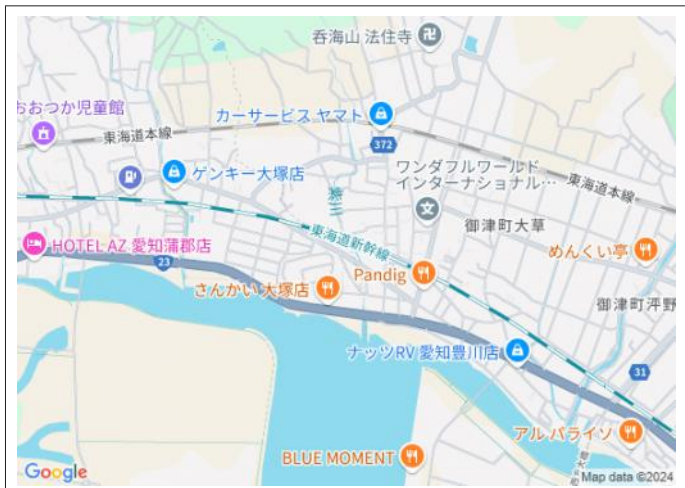 呑海山 法住寺
おおつか児童館
カーサービス ヤマト
東海道本線
372
ワンダフルワールド
インターナショナル...
東海道本線
ゲンキー大塚店
紫川
御津町大草
東海道新幹線
めんくい亭
HOTEL AZ 愛知蒲郡店
23
Pandig
さんかい 大塚店
御津町泙野
ナッツRV 愛知豊川店
31
アル パライソ
BLUE MOMENT
Google
Map data ©2024